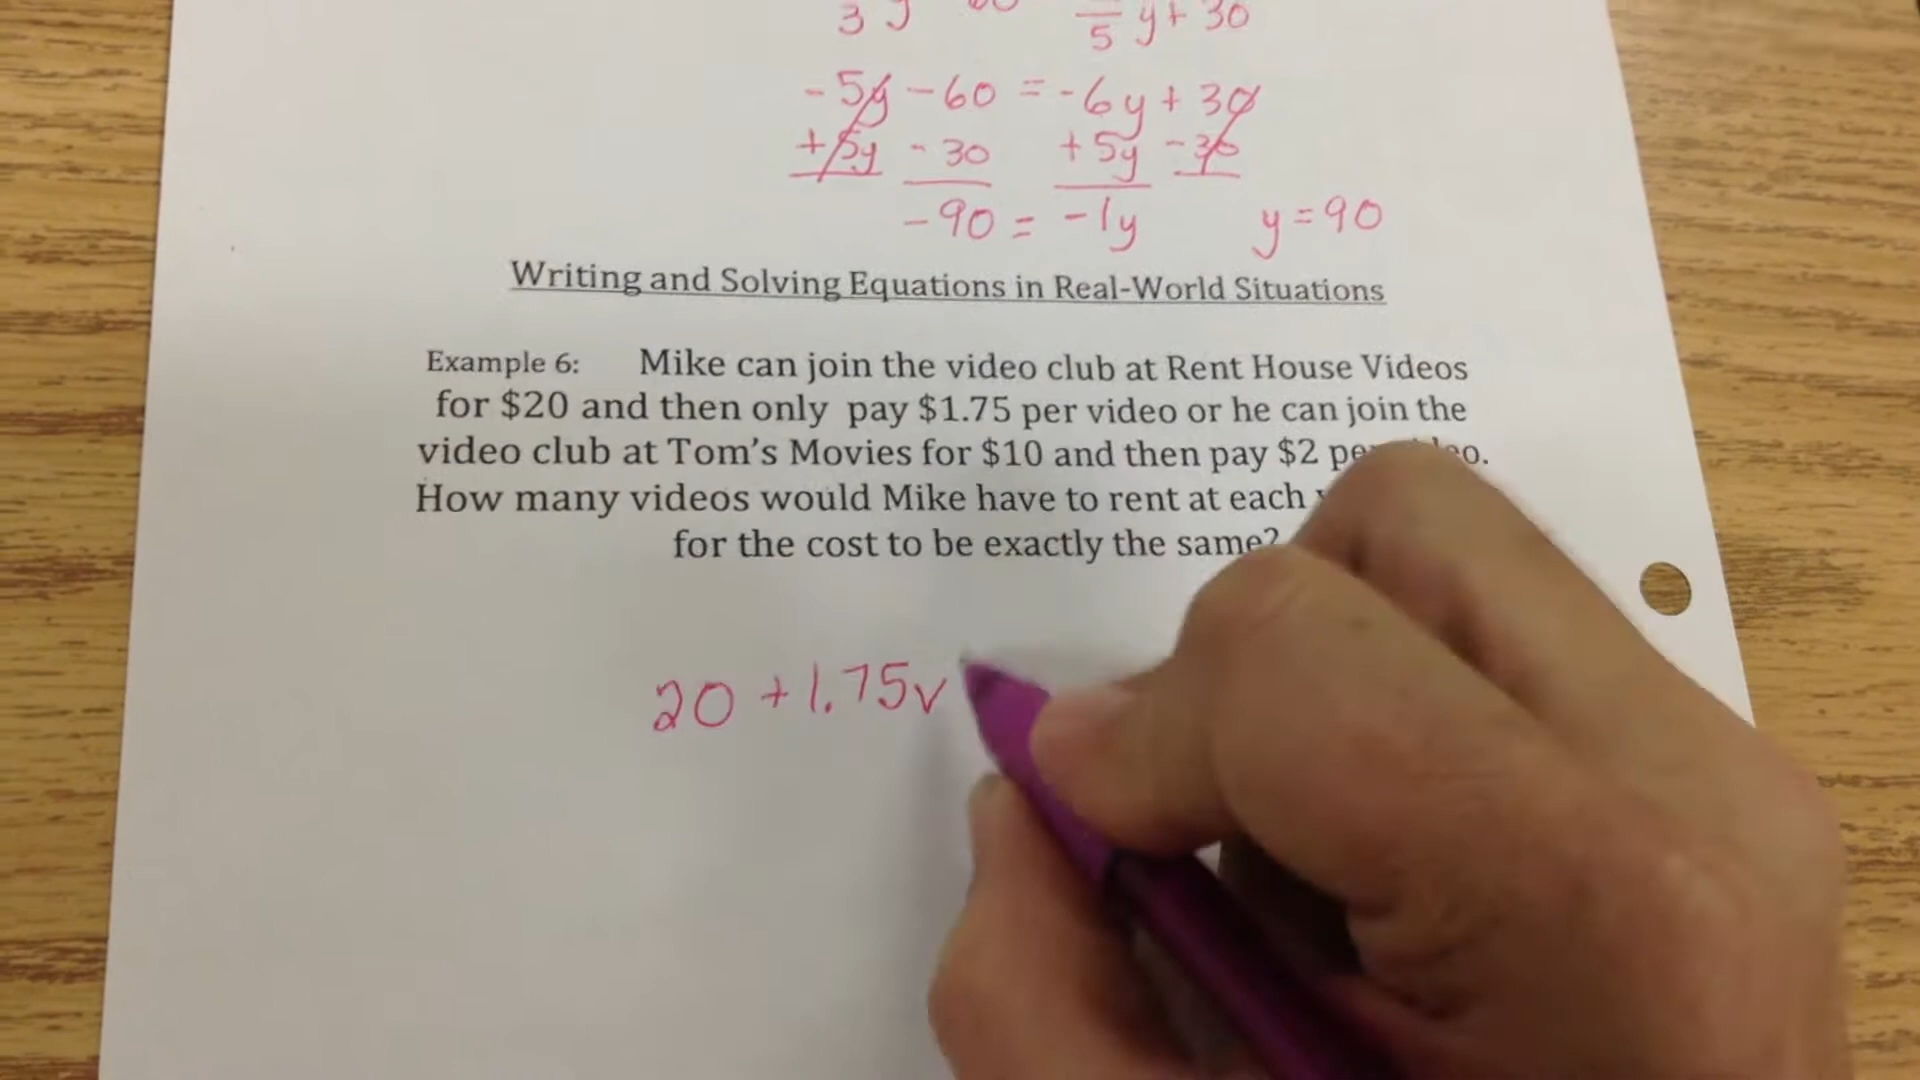 3 y 5 y + 30
-5y - 60 = -6y + 30
+5y - 30 +5y - 30
-90 = -1y y = 90
Writing and Solving Equations in Real-World Situations
Example 6: Mike can join the video club at Rent House Videos
for $20 and then only pay $1.75 per video or he can join the
video club at Tom's Movies for $10 and then pay $2
How many videos would Mike have to rent at each
for the cost to be exactly the same?
20 + 1.75v